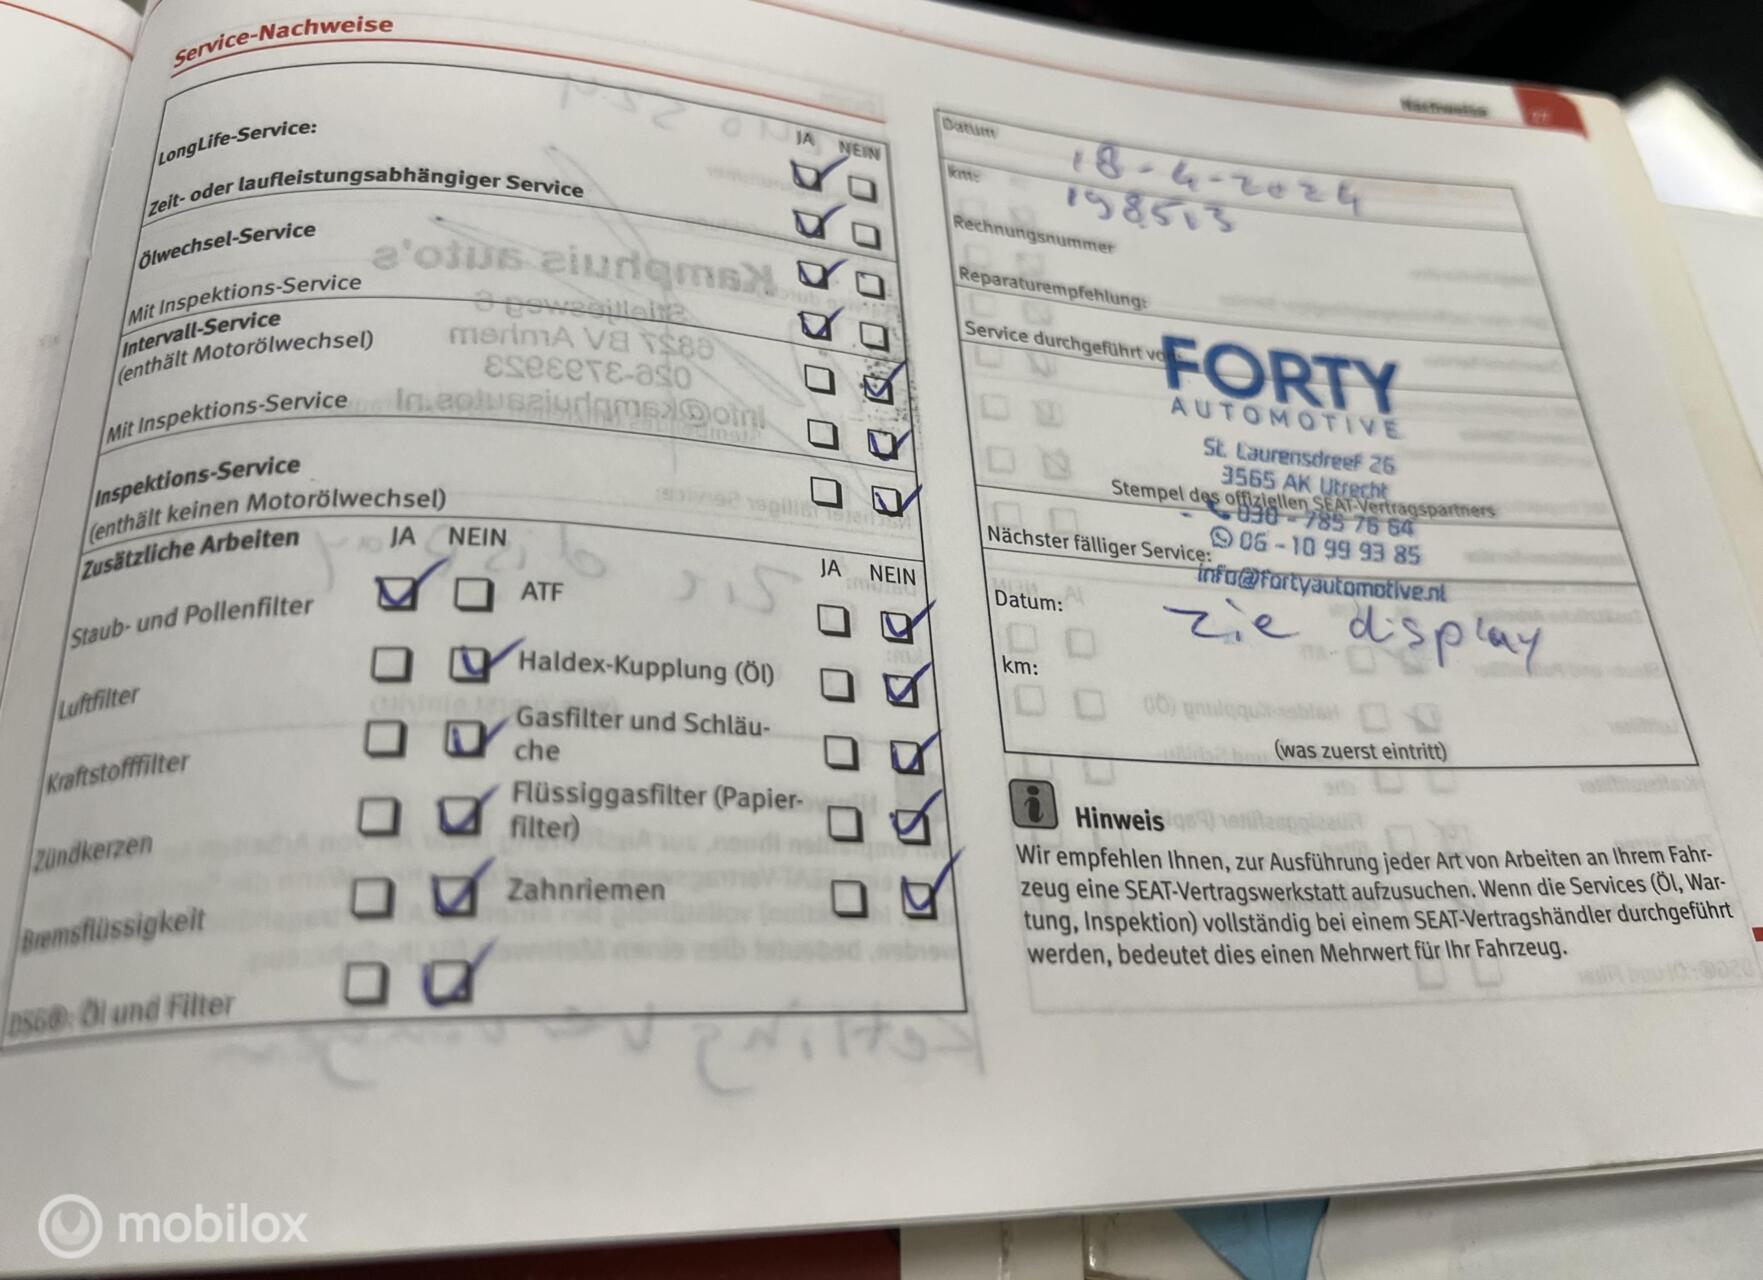 Service-Nachweise
Nachweise
27
LongLife-Service:
JA NEIN
Zeit- oder laufleistungsabhängiger Service
Ölwechsel-Service
Mit Inspektions-Service
Intervall-Service
(enthält Motorölwechsel)
Mit Inspektions-Service
Inspektions-Service
(enthält keinen Motorölwechsel)
Zusätzliche Arbeiten JA NEIN
JA NEIN
Staub- und Pollenfilter
ATF
Luftfilter
Haldex-Kupplung (Öl)
Kraftstofffilter
Gasfilter und Schläu-
che
Zündkerzen
Flüssiggasfilter (Papier-
filter)
Bremsflüssigkeit
Zahnriemen
DSG®: Öl und Filter
Datum
18-4-2024
km:
198513
Rechnungsnummer
Reparaturempfehlung:
Service durchgeführt von:
FORTY
AUTOMOTIVE
St. Laurensdreef 26
3565 AK Utrecht
Stempel des offiziellen SEAT-Vertragspartners
030 - 785 76 64
06 - 10 99 93 85
info@fortyautomotive.nl
Nächster fälliger Service:
Datum:
zie display
km:
(was zuerst eintritt)
i Hinweis
Wir empfehlen Ihnen, zur Ausführung jeder Art von Arbeiten an Ihrem Fahr-
zeug eine SEAT-Vertragswerkstatt aufzusuchen. Wenn die Services (Öl, War-
tung, Inspektion) vollständig bei einem SEAT-Vertragshändler durchgeführt
werden, bedeutet dies einen Mehrwert für Ihr Fahrzeug.
mobilox